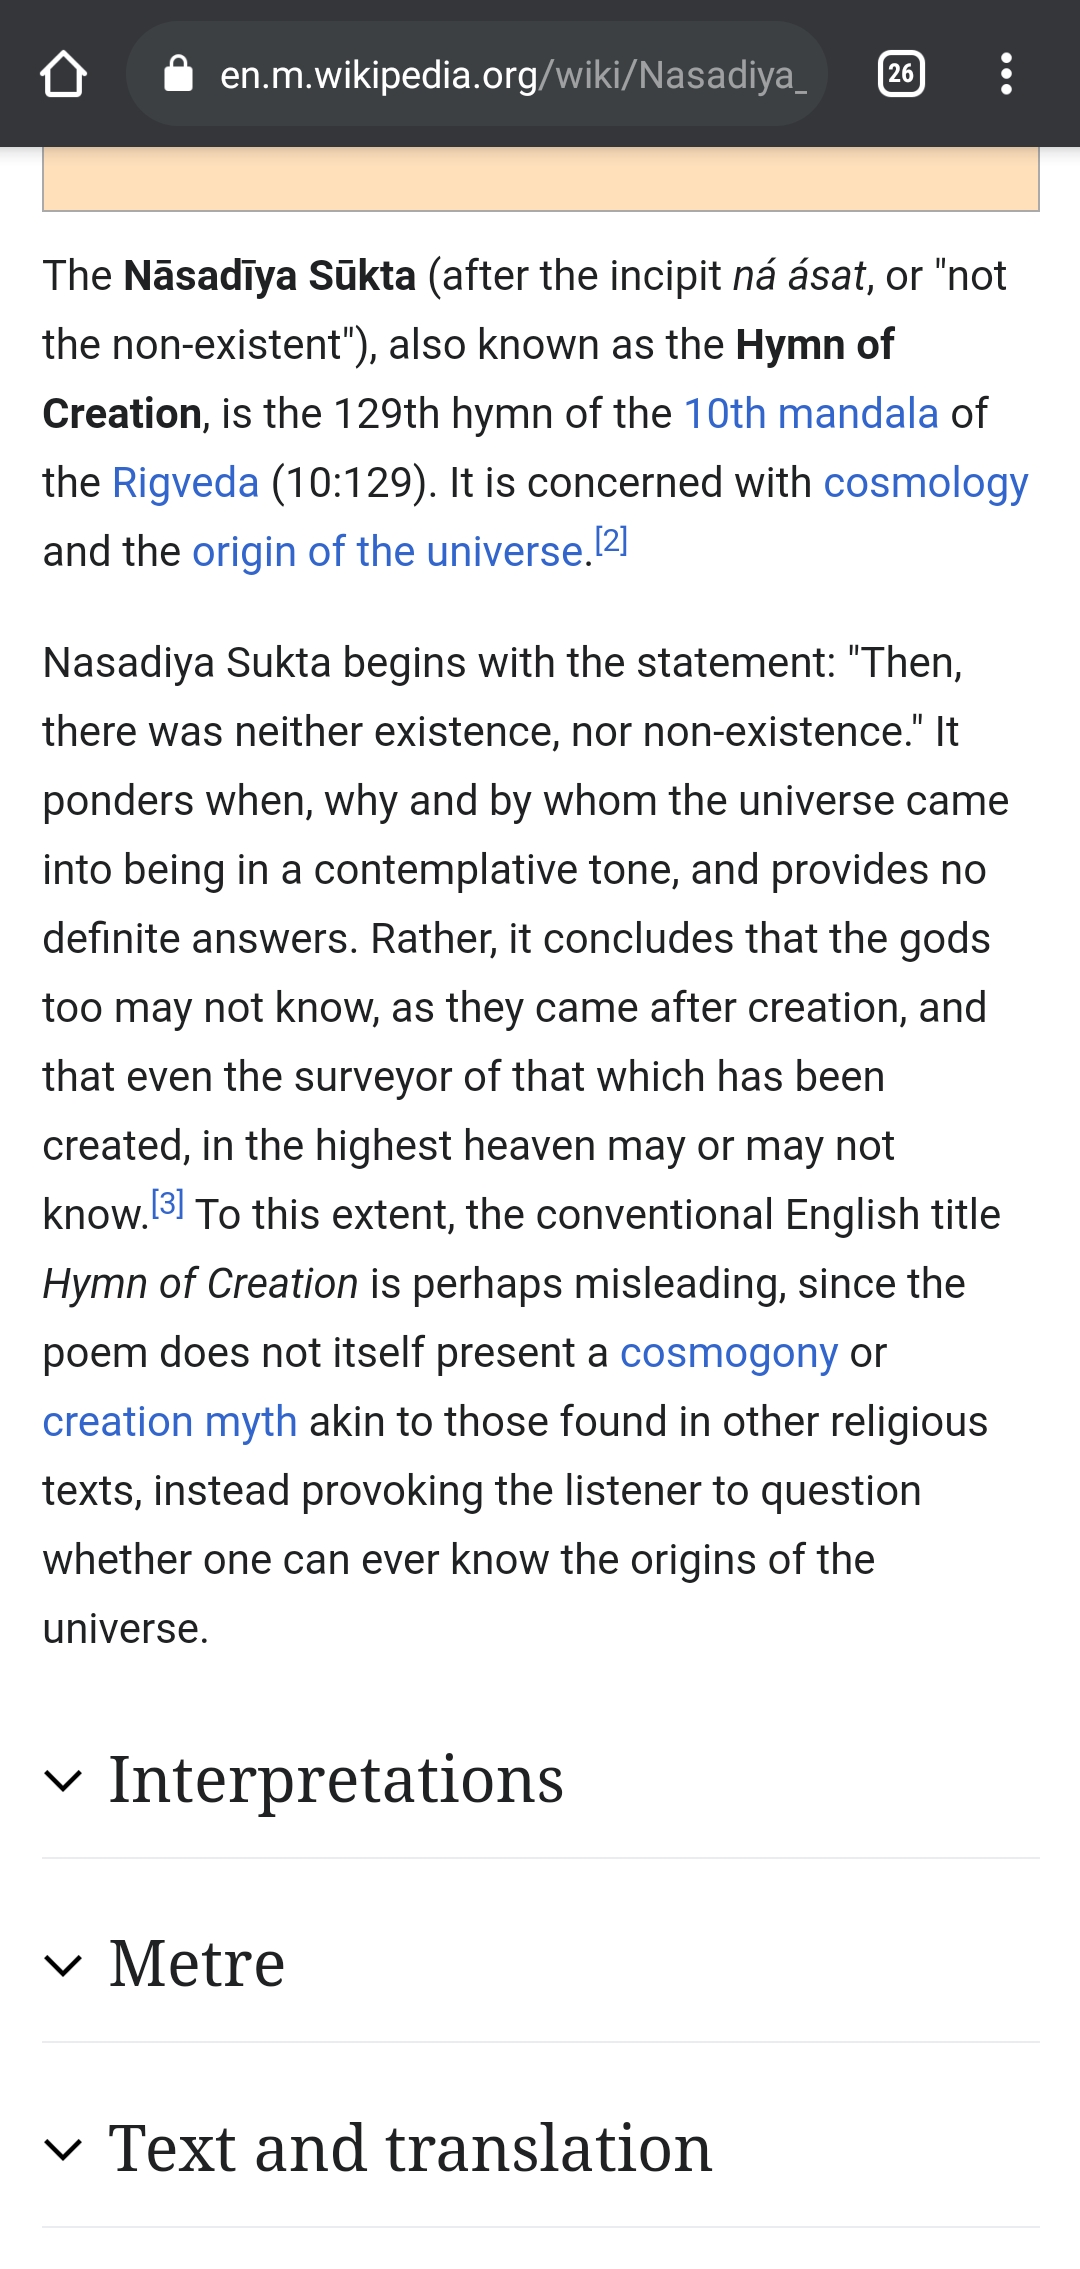 en.m.wikipedia.org/wiki/Nasadiya_
26
The Nāsadīya Sūkta (after the incipit ná ásat, or "not
the non-existent"), also known as the Hymn of
Creation, is the 129th hymn of the 10th mandala of
the Rigveda (10:129). It is concerned with cosmology
and the origin of the universe.[2]
Nasadiya Sukta begins with the statement: "Then,
there was neither existence, nor non-existence." It
ponders when, why and by whom the universe came
into being in a contemplative tone, and provides no
definite answers. Rather, it concludes that the gods
too may not know, as they came after creation, and
that even the surveyor of that which has been
created, in the highest heaven may or may not
know.[3] To this extent, the conventional English title
Hymn of Creation is perhaps misleading, since the
poem does not itself present a cosmogony or
creation myth akin to those found in other religious
texts, instead provoking the listener to question
whether one can ever know the origins of the
universe.
Interpretations
Metre
Text and translation